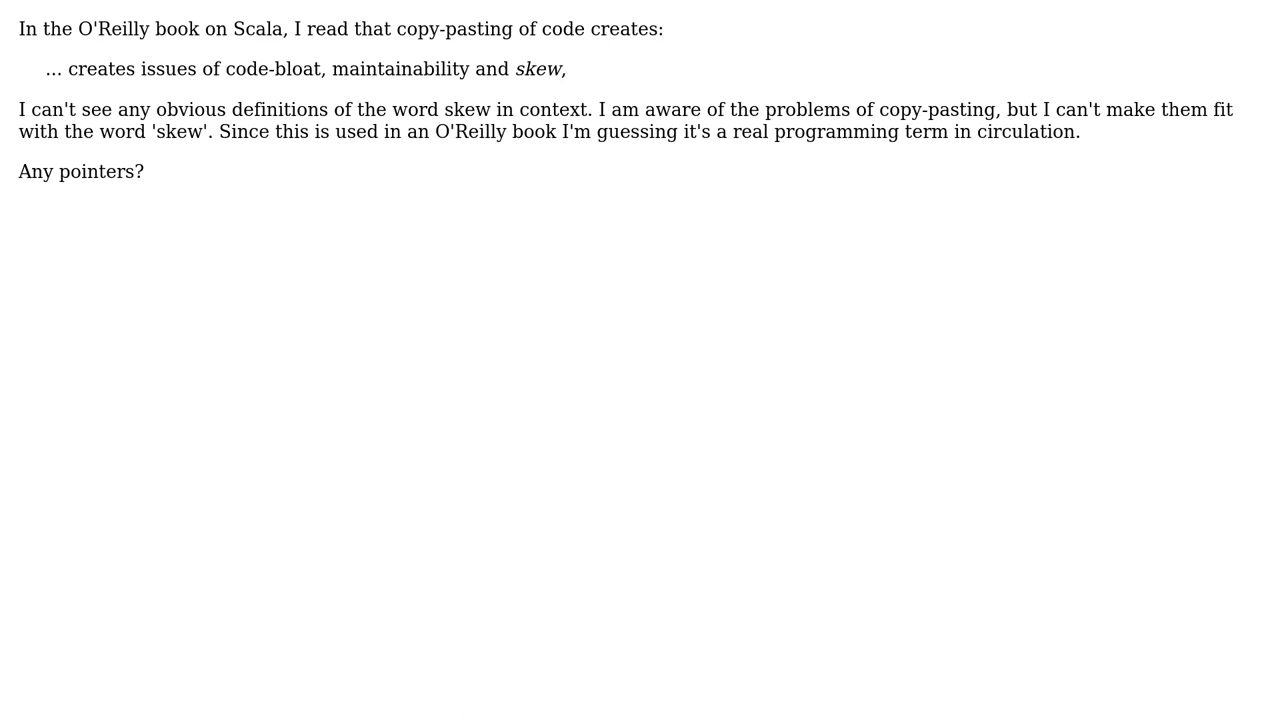 In the O'Reilly book on Scala, I read that copy-pasting of code creates:
... creates issues of code-bloat, maintainability and skew,
I can't see any obvious definitions of the word skew in context. I am aware of the problems of copy-pasting, but I can't make them fit
with the word 'skew'. Since this is used in an O'Reilly book I'm guessing it's a real programming term in circulation.
Any pointers?